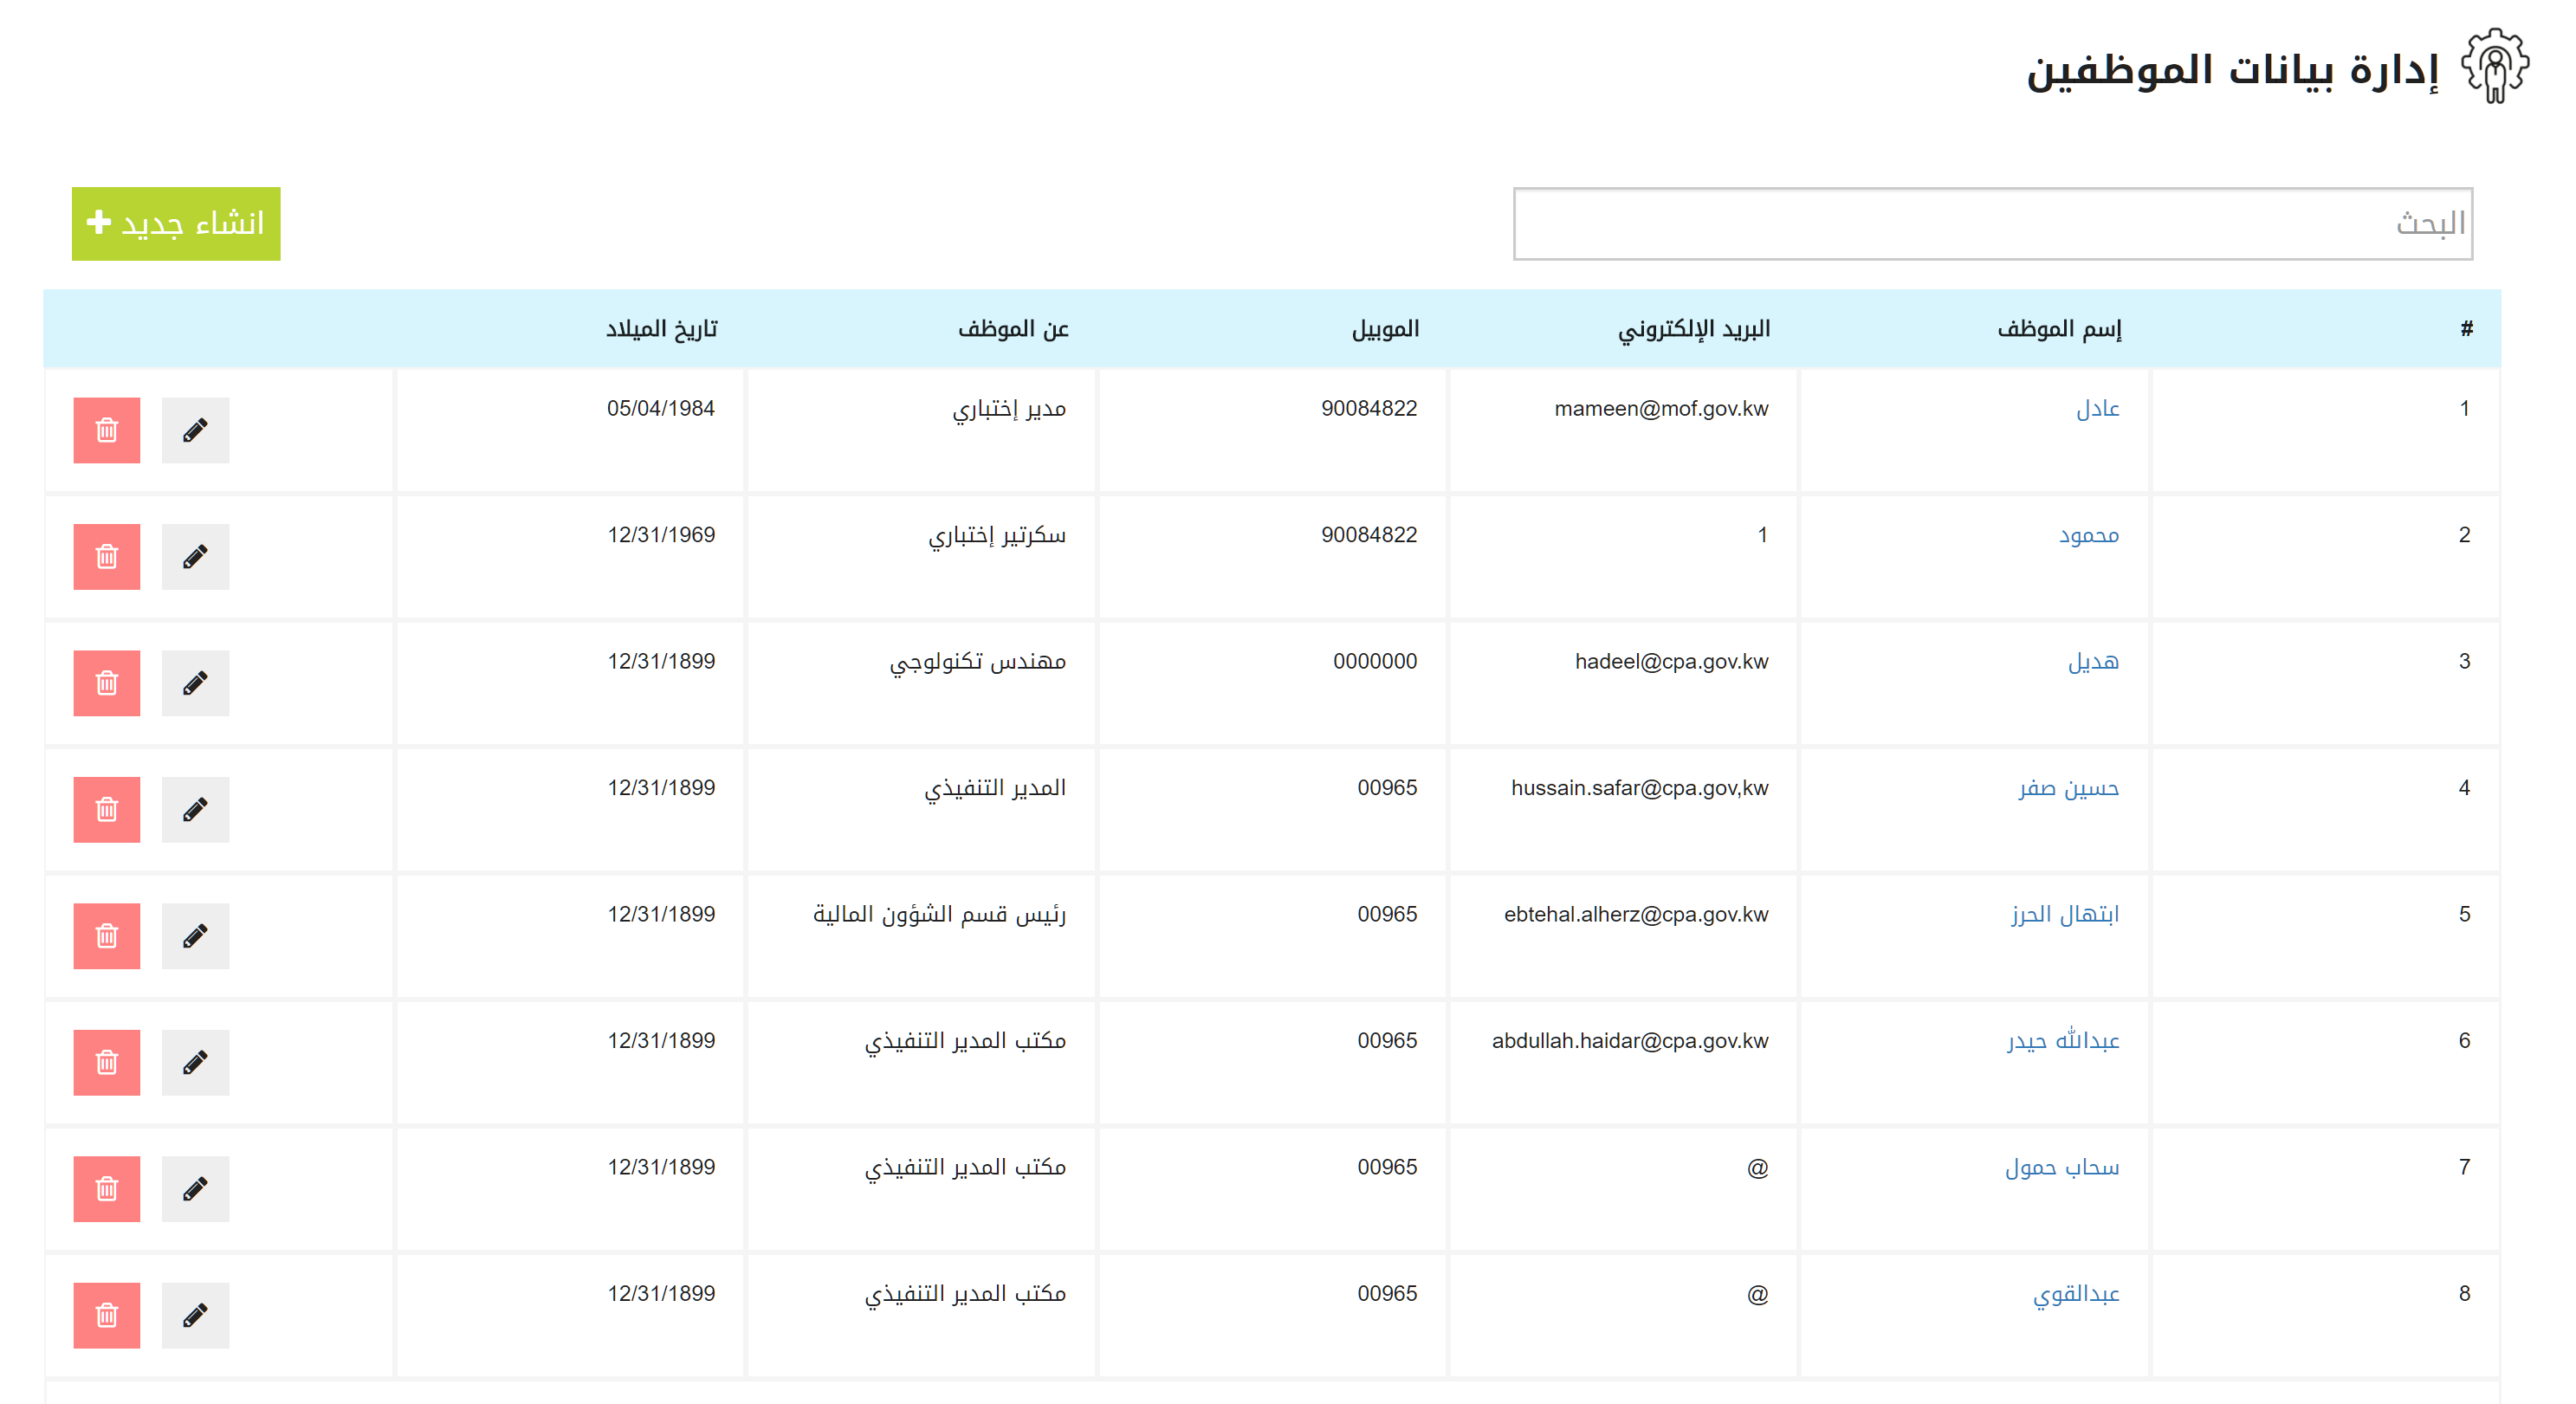 إدارة بيانات الموظفين
البحث
انشاء جديد
# إسم الموظف البريد الإلكتروني الموبيل عن الموظف تاريخ الميلاد
1 عادل mameen@mof.gov.kw 90084822 مدير إختباري 05/04/1984
2 محمود 1 90084822 سكرتير إختباري 12/31/1969
3 هديل hadeel@cpa.gov.kw 0000000 مهندس تكنولوجي 12/31/1899
4 حسين صفر hussain.safar@cpa.gov,kw 00965 المدير التنفيذي 12/31/1899
5 ابتهال الحرز ebtehal.alherz@cpa.gov.kw 00965 رئيس قسم الشؤون المالية 12/31/1899
6 عبدالله حيدر abdullah.haidar@cpa.gov.kw 00965 مكتب المدير التنفيذي 12/31/1899
7 سحاب حمول @ 00965 مكتب المدير التنفيذي 12/31/1899
8 عبدالقوي @ 00965 مكتب المدير التنفيذي 12/31/1899